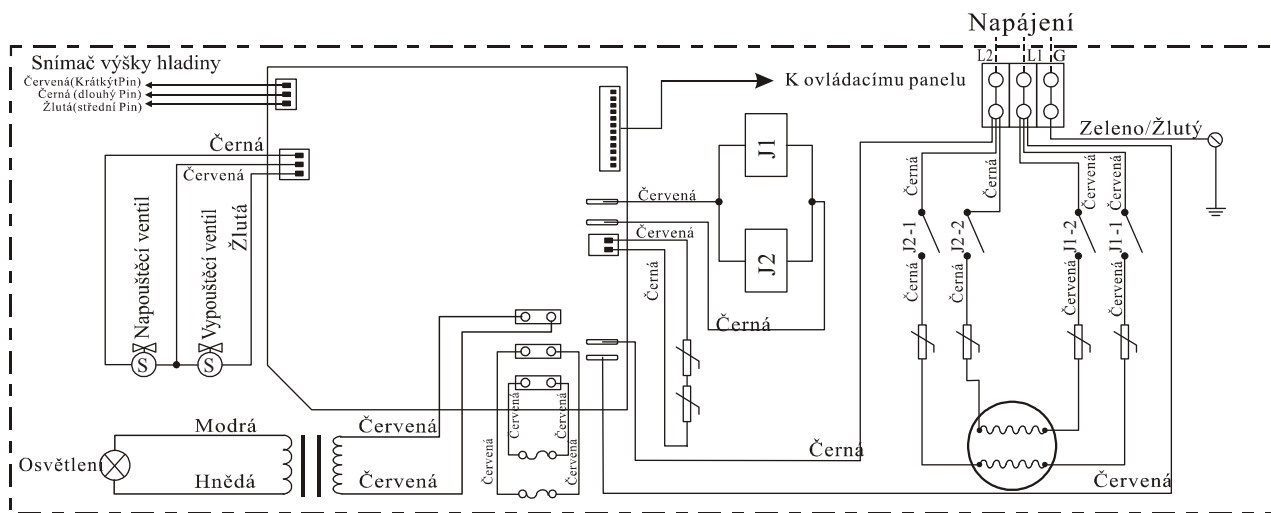 Napájení
L2
L1
G
Snímač výšky hladiny
Červená(KrátkýtPin)
Černá (dlouhý Pin)
Žlutá(střední Pin)
K ovládacímu panelu
Zeleno/Žlutý
Černá
Červená
Žlutá
Napouštěcí ventil
Vypouštěcí ventil
S
S
Červená
Červená
Černá
J1
J2
Černá
Černá
Černá
Červená
Červená
J2-1
J2-2
J1-2
J1-1
Černá
Černá
Červená
Červená
Modrá
Hnědá
Osvětlení
Červená
Červená
Červená
Červená
Červená
Červená
Černá
Červená